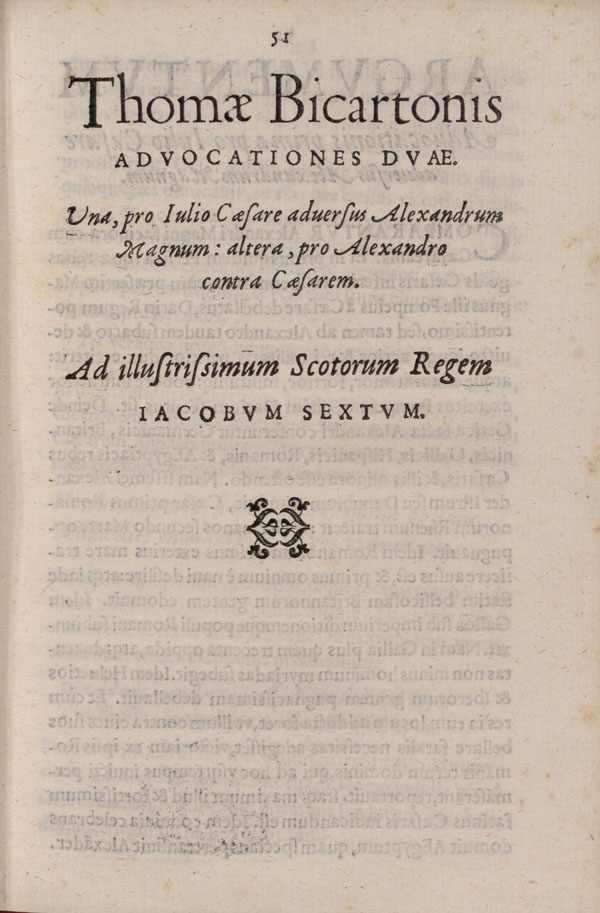 51
Thomæ Bicartonis
ADVOCATIONES DVAE.
Una, pro Iulio Cæsare aduersus Alexandrum
Magnum: altera, pro Alexandro
contra Cæsarem.
Ad illustrissimum Scotorum Regem
IACOBVM SEXTVM.